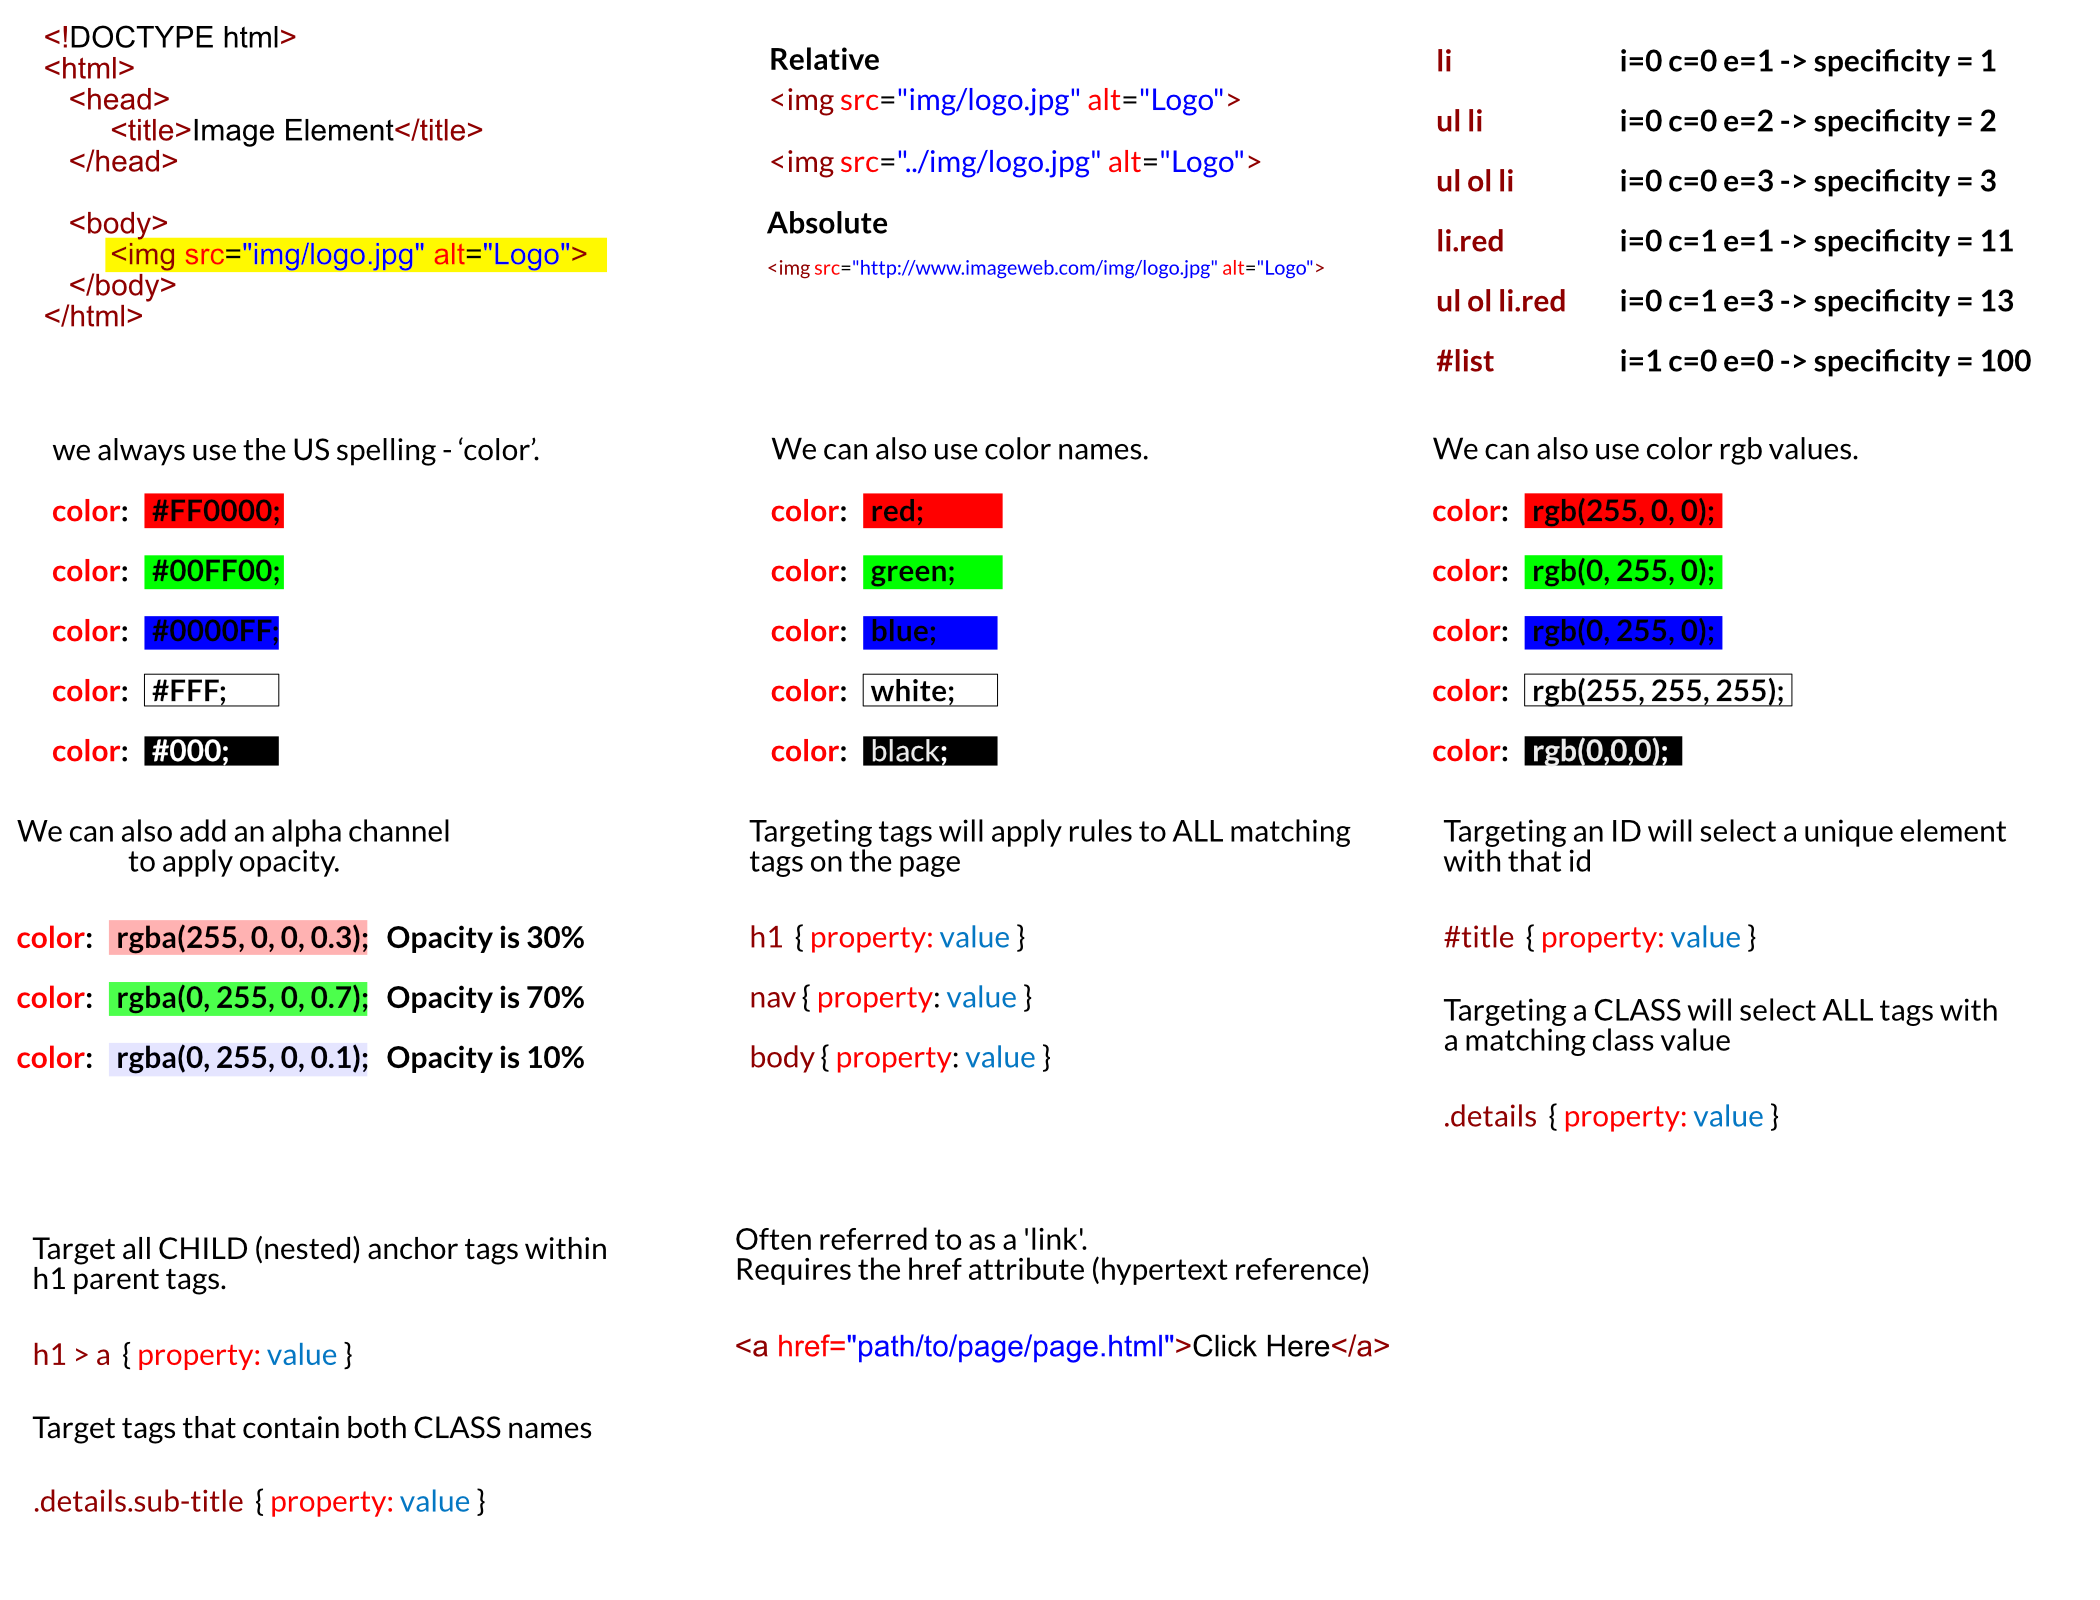 <!DOCTYPE html>
<html>
<head>
<title>Image Element</title>
</head>
<body>
<img src="img/logo.jpg" alt="Logo">
</body>
</html>
Relative
<img src="img/logo.jpg" alt="Logo">
<img src="../img/logo.jpg" alt="Logo">
Absolute
<img src="http://www.imageweb.com/img/logo.jpg" alt="Logo">
li i=0 c=0 e=1 -> specificity = 1
ul li i=0 c=0 e=2 -> specificity = 2
ul ol li i=0 c=0 e=3 -> specificity = 3
li.red i=0 c=1 e=1 -> specificity = 11
ul ol li.red i=0 c=1 e=3 -> specificity = 13
#list i=1 c=0 e=0 -> specificity = 100
we always use the US spelling - ‘color’.
color: #FF0000;
color: #00FF00;
color: #0000FF;
color: #FFF;
color: #000;
We can also use color names.
color: red;
color: green;
color: blue;
color: white;
color: black;
We can also use color rgb values.
color: rgb(255, 0, 0);
color: rgb(0, 255, 0);
color: rgb(0, 255, 0);
color: rgb(255, 255, 255);
color: rgb(0,0,0);
We can also add an alpha channel
to apply opacity.
color: rgba(255, 0, 0, 0.3); Opacity is 30%
color: rgba(0, 255, 0, 0.7); Opacity is 70%
color: rgba(0, 255, 0, 0.1); Opacity is 10%
Targeting tags will apply rules to ALL matching
tags on the page
h1 { property: value }
nav { property: value }
body { property: value }
Targeting an ID will select a unique element
with that id
#title { property: value }
Targeting a CLASS will select ALL tags with
a matching class value
.details { property: value }
Target all CHILD (nested) anchor tags within
h1 parent tags.
h1 > a { property: value }
Target tags that contain both CLASS names
.details.sub-title { property: value }
Often referred to as a 'link'.
Requires the href attribute (hypertext reference)
<a href="path/to/page/page.html">Click Here</a>